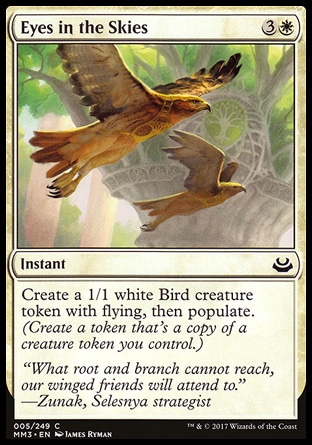 Eyes in the Skies 3
Instant
Create a 1/1 white Bird creature
token with flying, then populate.
(Create a token that's a copy of a
creature token you control.)
“What root and branch cannot reach,
our winged friends will attend to.”
—Zunak, Selesnya strategist
005/249 C
MM3 • EN James Ryman
™ & © 2017 Wizards of the Coast